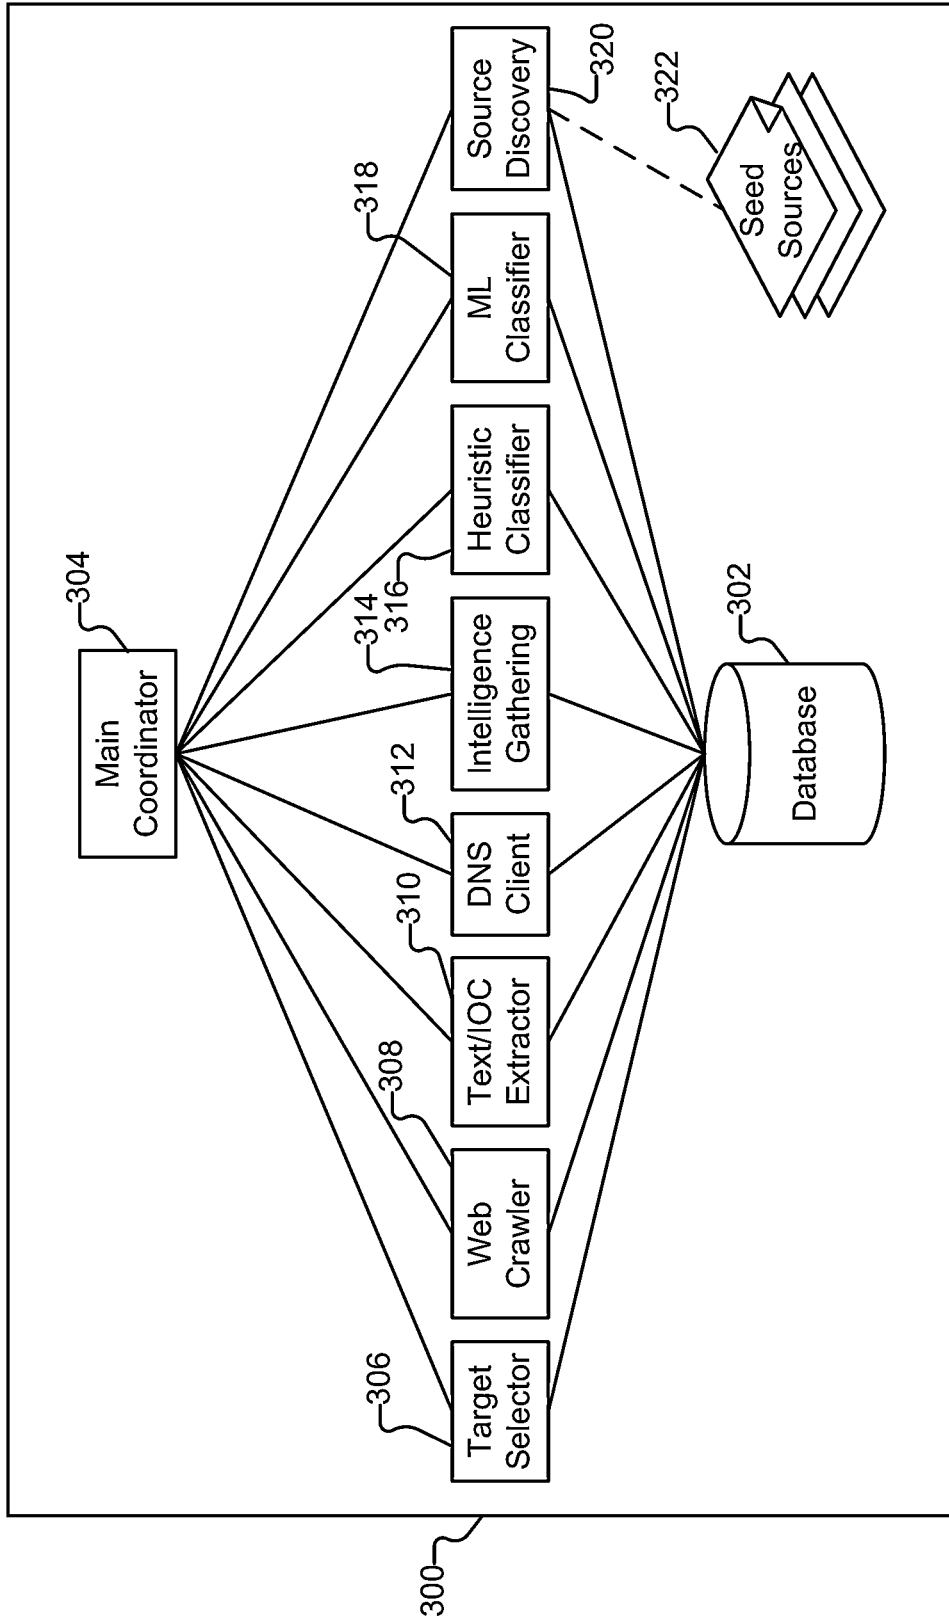 300
Main
Coordinator
304
306
Target
Selector
308
Web
Crawler
310
Text/IOC
Extractor
312
DNS
Client
314
Intelligence
Gathering
316
Heuristic
Classifier
318
ML
Classifier
Source
Discovery
320
Database
302
Seed
Sources
322